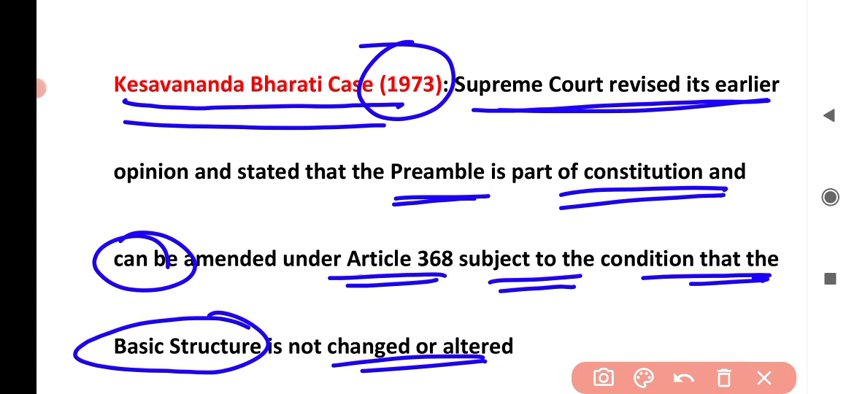 Kesavananda Bharati Case (1973): Supreme Court revised its earlier
opinion and stated that the Preamble is part of constitution and
can be amended under Article 368 subject to the condition that the
Basic Structure is not changed or altered